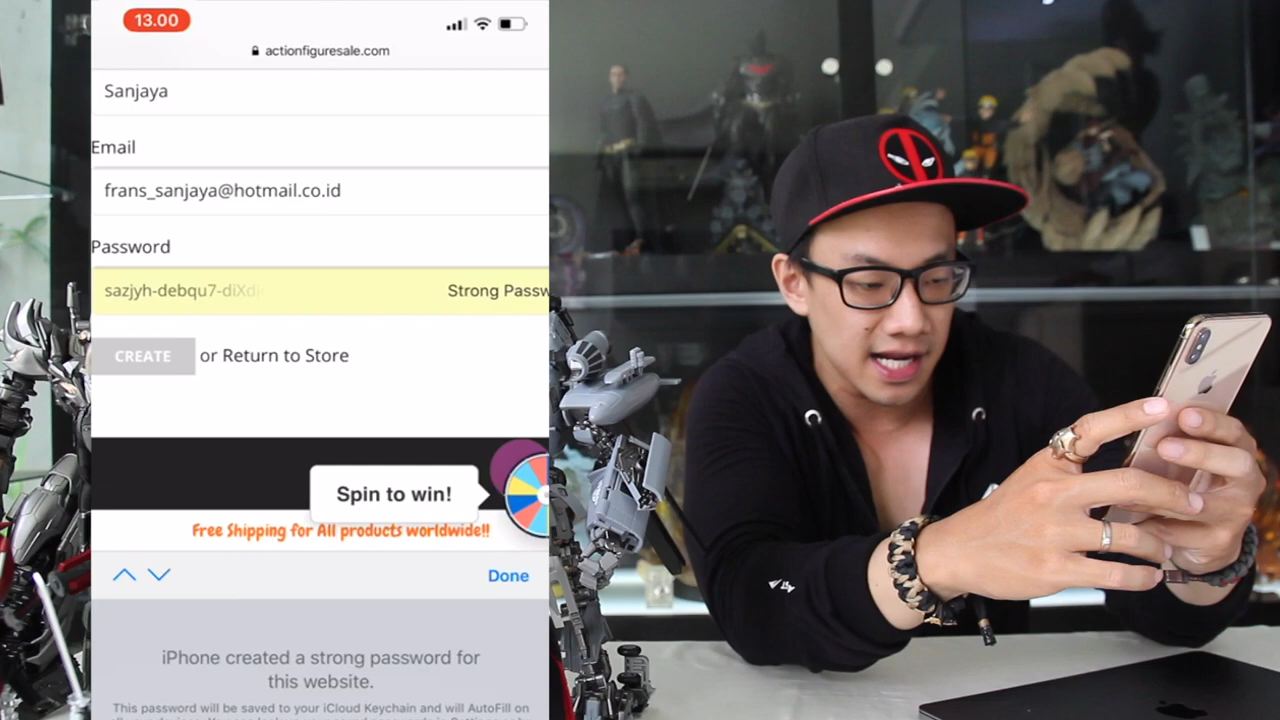 13.00
actionfiguresale.com
Sanjaya
Email
frans_sanjaya@hotmail.co.id
Password
sazjyh-debqu7-diXdi
Strong Passw
CREATE or Return to Store
Spin to win!
Free Shipping for All products worldwide!!
Done
iPhone created a strong password for
this website.
This password will be saved to your iCloud Keychain and will AutoFill on